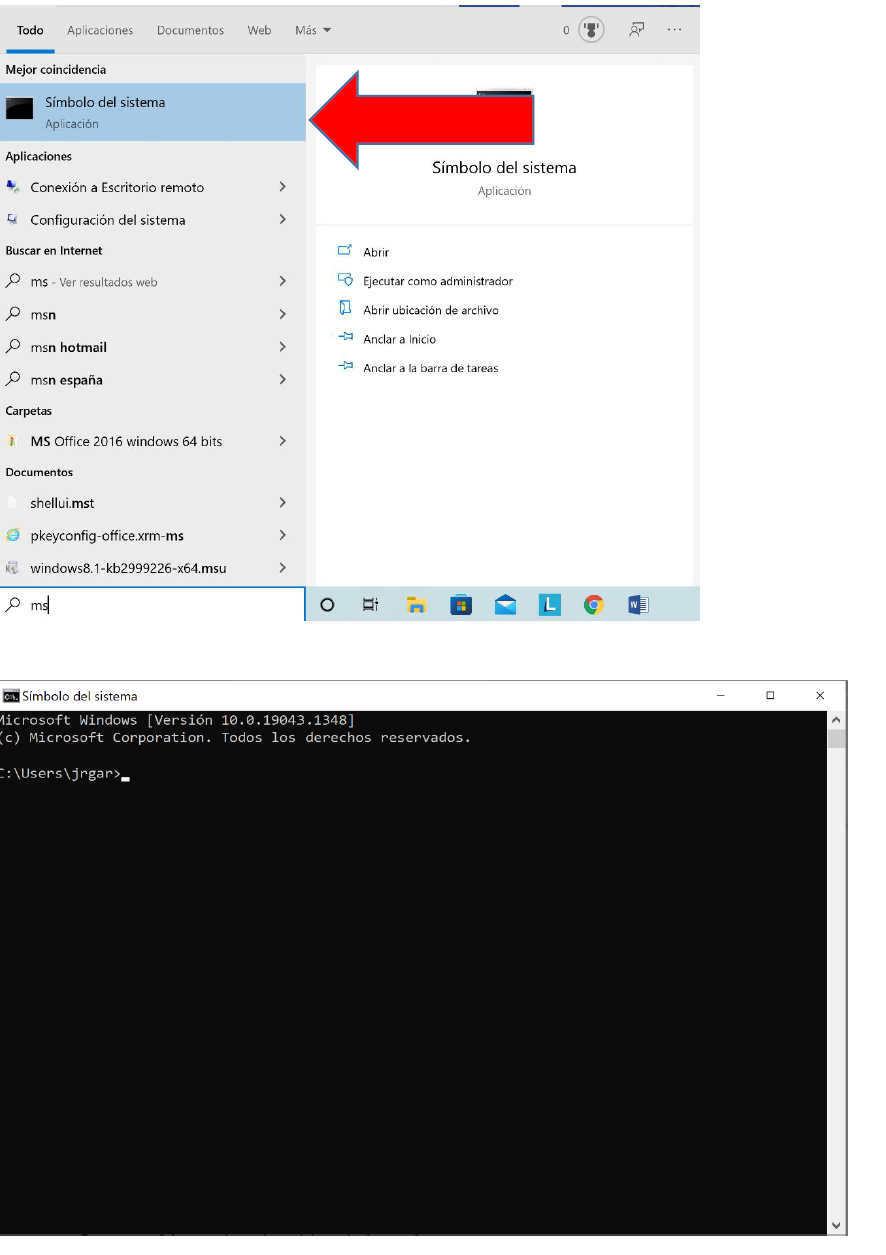 Todo Aplicaciones Documentos Web Más 0 ...
Mejor coincidencia
Símbolo del sistema
Aplicación
Aplicaciones
Conexión a Escritorio remoto
Configuración del sistema
Buscar en Internet
ms - Ver resultados web
msn
msn hotmail
msn españa
Carpetas
MS Office 2016 windows 64 bits
Documentos
shellui.mst
pkeyconfig-office.xrm-ms
windows8.1-kb2999226-x64.msu
ms
Símbolo del sistema
Aplicación
Abrir
Ejecutar como administrador
Abrir ubicación de archivo
Anclar a Inicio
Anclar a la barra de tareas
L W
C:\. Símbolo del sistema
Microsoft Windows [Versión 10.0.19043.1348]
(c) Microsoft Corporation. Todos los derechos reservados.
C:\Users\jrgar>